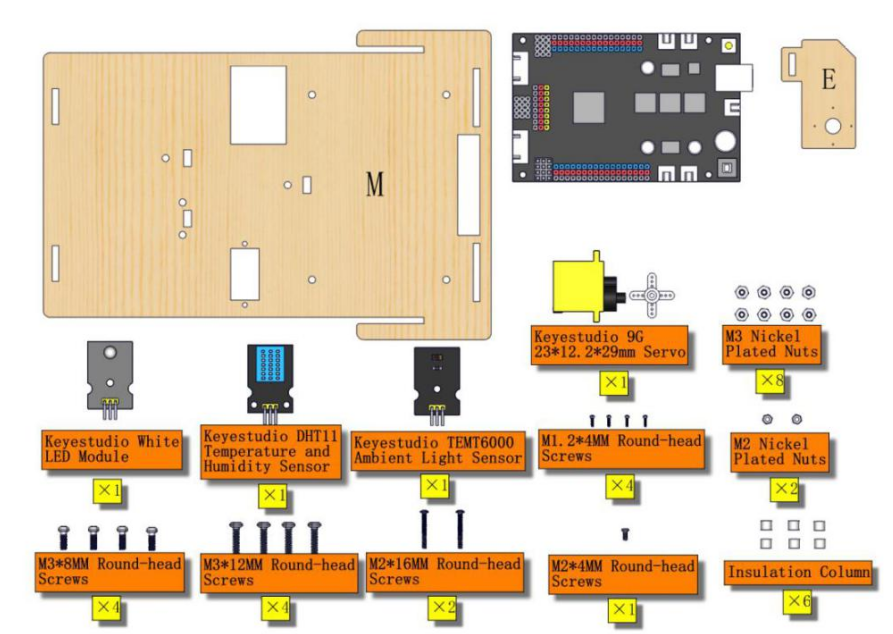 M
E
Keyestudio 9G
23*12.2*29mm Servo
×1
M3 Nickel
Plated Nuts
×8
Keyestudio White
LED Module
×1
Keyestudio DHT11
Temperature and
Humidity Sensor
×1
Keyestudio TEMT6000
Ambient Light Sensor
×1
M1.2*4MM Round-head
Screws
×4
M2 Nickel
Plated Nuts
×2
M3*8MM Round-head
Screws
×4
M3*12MM Round-head
Screws
×4
M2*16MM Round-head
Screws
×2
M2*4MM Round-head
Screws
×1
Insulation Column
×6